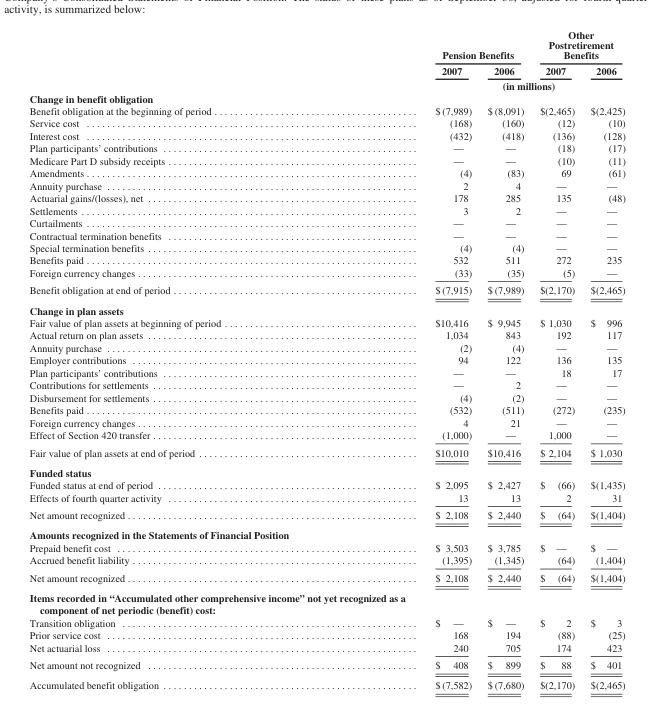 activity, is summarized below:
Other
Postretirement
Pension Benefits Benefits
2007 2006 2007 2006
(in millions)
Change in benefit obligation
Benefit obligation at the beginning of period $ (7,989) $ (8,091) $(2,465) $(2,425)
Service cost (168) (160) (12) (10)
Interest cost (432) (418) (136) (128)
Plan participants' contributions — — (18) (17)
Medicare Part D subsidy receipts — — (10) (11)
Amendments (4) (83) 69 (61)
Annuity purchase 2 4 — —
Actuarial gains/(losses), net 178 285 135 (48)
Settlements 3 2 — —
Curtailments — — — —
Contractual termination benefits — — — —
Special termination benefits (4) (4) — —
Benefits paid 532 511 272 235
Foreign currency changes (33) (35) (5) —
Benefit obligation at end of period $ (7,915) $ (7,989) $(2,170) $(2,465)
Change in plan assets
Fair value of plan assets at beginning of period $10,416 $ 9,945 $ 1,030 $ 996
Actual return on plan assets 1,034 843 192 117
Annuity purchase (2) (4) — —
Employer contributions 94 122 136 135
Plan participants' contributions — — 18 17
Contributions for settlements — 2 — —
Disbursement for settlements (4) (2) — —
Benefits paid (532) (511) (272) (235)
Foreign currency changes 4 21 — —
Effect of Section 420 transfer (1,000) — 1,000 —
Fair value of plan assets at end of period $10,010 $10,416 $ 2,104 $ 1,030
Funded status
Funded status at end of period $ 2,095 $ 2,427 $ (66) $(1,435)
Effects of fourth quarter activity 13 13 2 31
Net amount recognized $ 2,108 $ 2,440 $ (64) $(1,404)
Amounts recognized in the Statements of Financial Position
Prepaid benefit cost $ 3,503 $ 3,785 $ — $ —
Accrued benefit liability (1,395) (1,345) (64) (1,404)
Net amount recognized $ 2,108 $ 2,440 $ (64) $(1,404)
Items recorded in "Accumulated other comprehensive income" not yet recognized as a
component of net periodic (benefit) cost:
Transition obligation $ — $ — $ 2 $ 3
Prior service cost 168 194 (88) (25)
Net actuarial loss 240 705 174 423
Net amount not recognized $ 408 $ 899 $ 88 $ 401
Accumulated benefit obligation $ (7,582) $ (7,680) $(2,170) $(2,465)